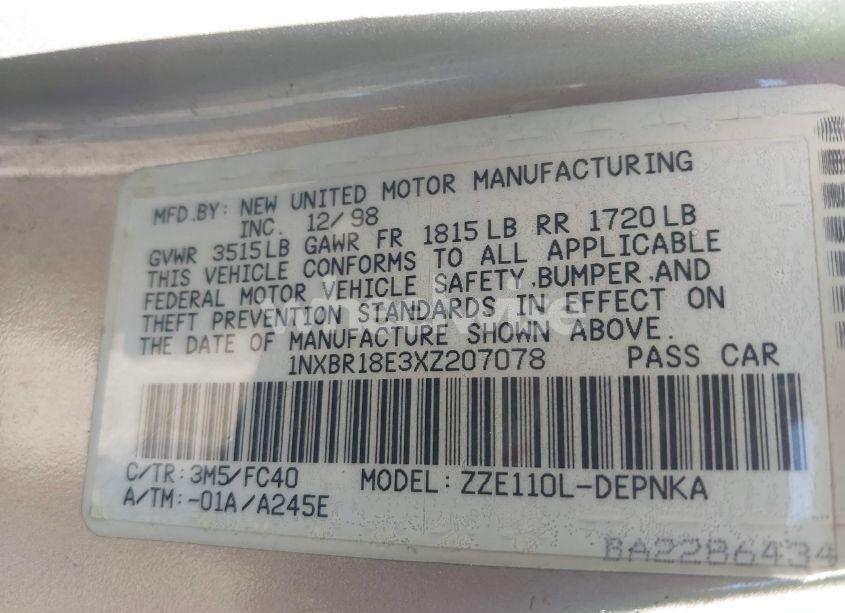 MFD.BY: NEW UNITED MOTOR MANUFACTURING
INC. 12/98
GVWR 3515LB GAWR FR 1815LB RR 1720LB
THIS VEHICLE CONFORMS TO ALL APPLICABLE
FEDERAL MOTOR VEHICLE SAFETY,BUMPER,AND
THEFT PREVENTION STANDARDS IN EFFECT ON
THE DATE OF MANUFACTURE SHOWN ABOVE.
1NXBR18E3XZ207078 PASS CAR
C/TR:3M5/FC40 MODEL:ZZE110L-DEPNKA
A/TM:-01A/A245E
BA2286434